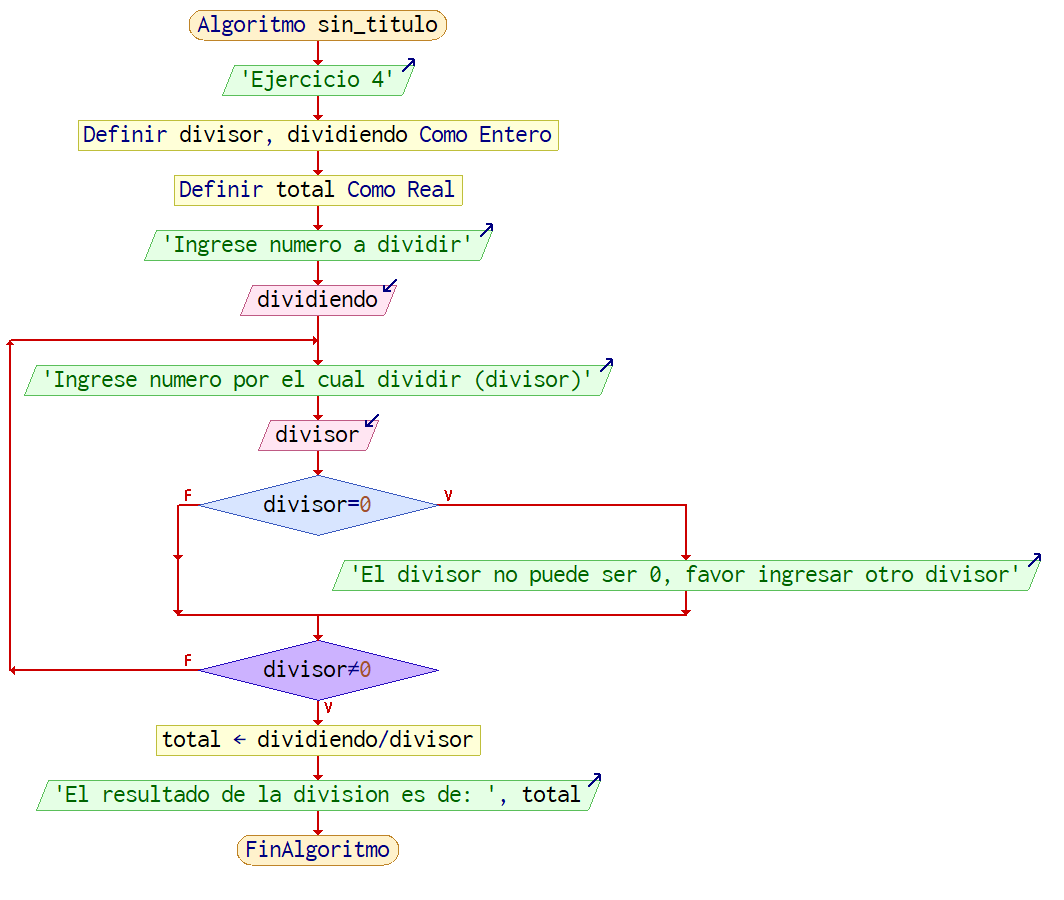 Algoritmo sin_titulo
'Ejercicio 4'
Definir divisor, dividiendo Como Entero
Definir total Como Real
'Ingrese numero a dividir'
dividiendo
'Ingrese numero por el cual dividir (divisor)'
divisor
F
divisor=0
V
'El divisor no puede ser 0, favor ingresar otro divisor'
F
divisor≠0
V
total ← dividiendo/divisor
'El resultado de la division es de: ', total
FinAlgoritmo